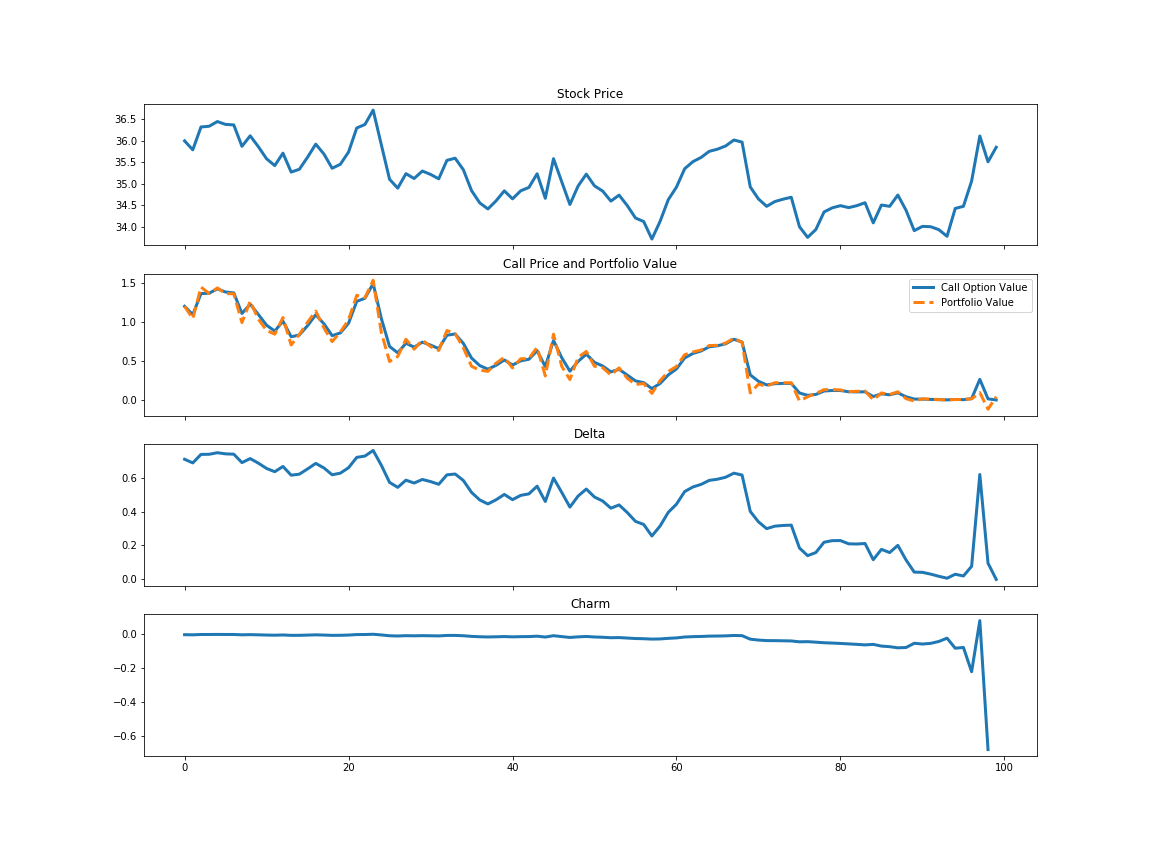 Stock Price
36.5
36.0
35.5
35.0
34.5
34.0
Call Price and Portfolio Value
1.5
1.0
0.5
0.0
Call Option Value
Portfolio Value
Delta
0.6
0.4
0.2
0.0
Charm
0.0
−0.2
−0.4
−0.6
0 20 40 60 80 100